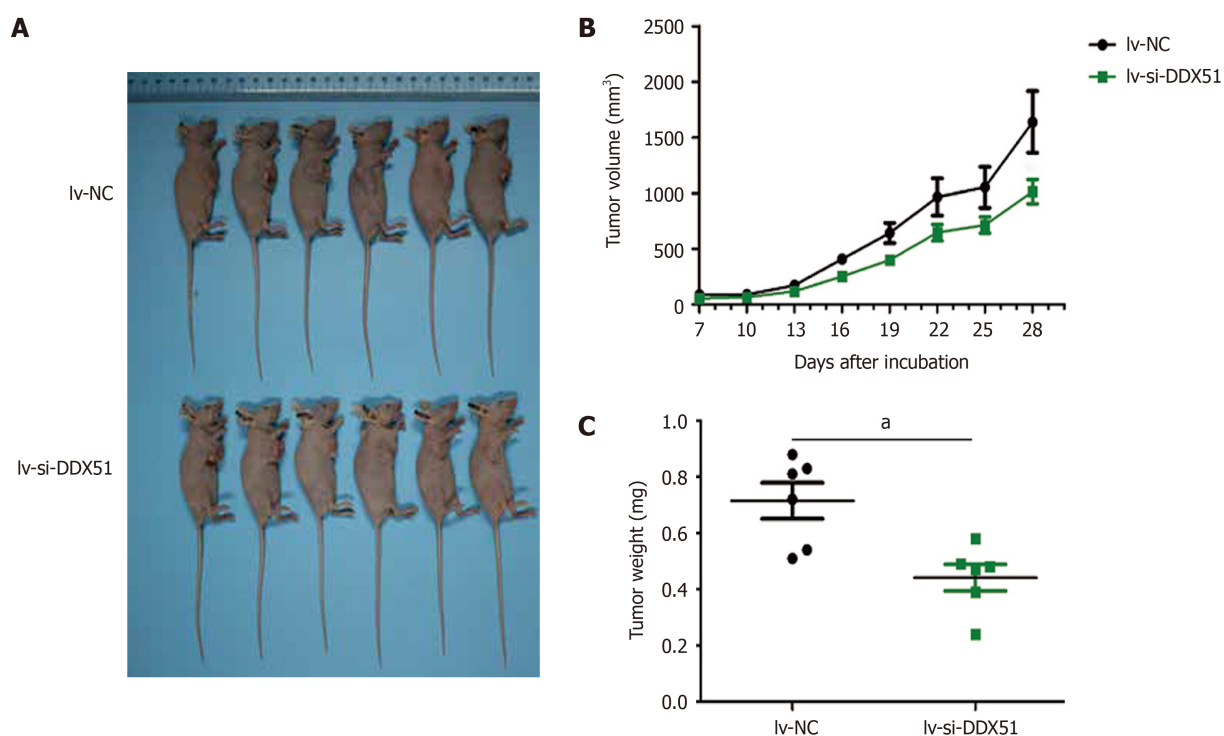 A
lv-NC
lv-si-DDX51
B
2500
2000
1500
1000
500
0
Tumor volume (mm³)
7 10 13 16 19 22 25 28
Days after incubation
lv-NC
lv-si-DDX51
C
1.0
0.8
0.6
0.4
0.2
0.0
Tumor weight (mg)
a
lv-NC lv-si-DDX51